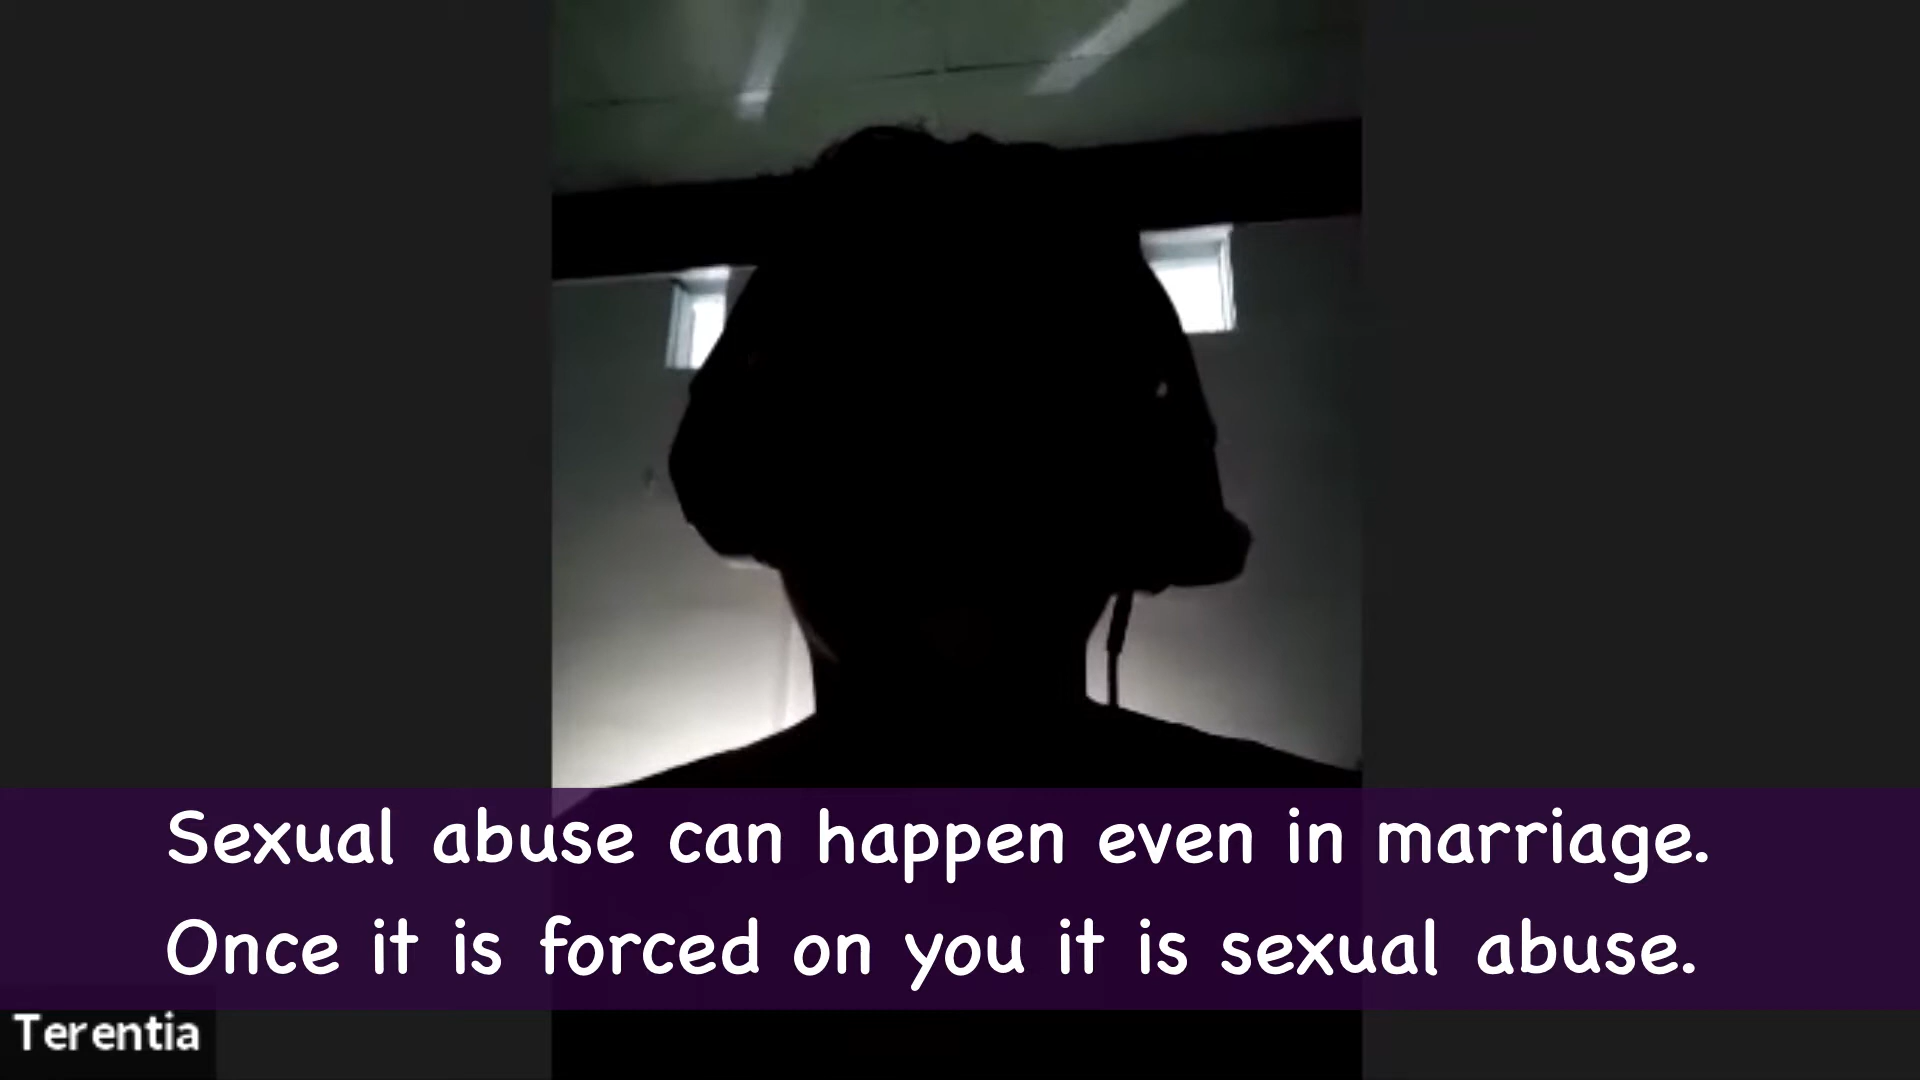 Sexual abuse can happen even in marriage.
Once it is forced on you it is sexual abuse.
Terentia